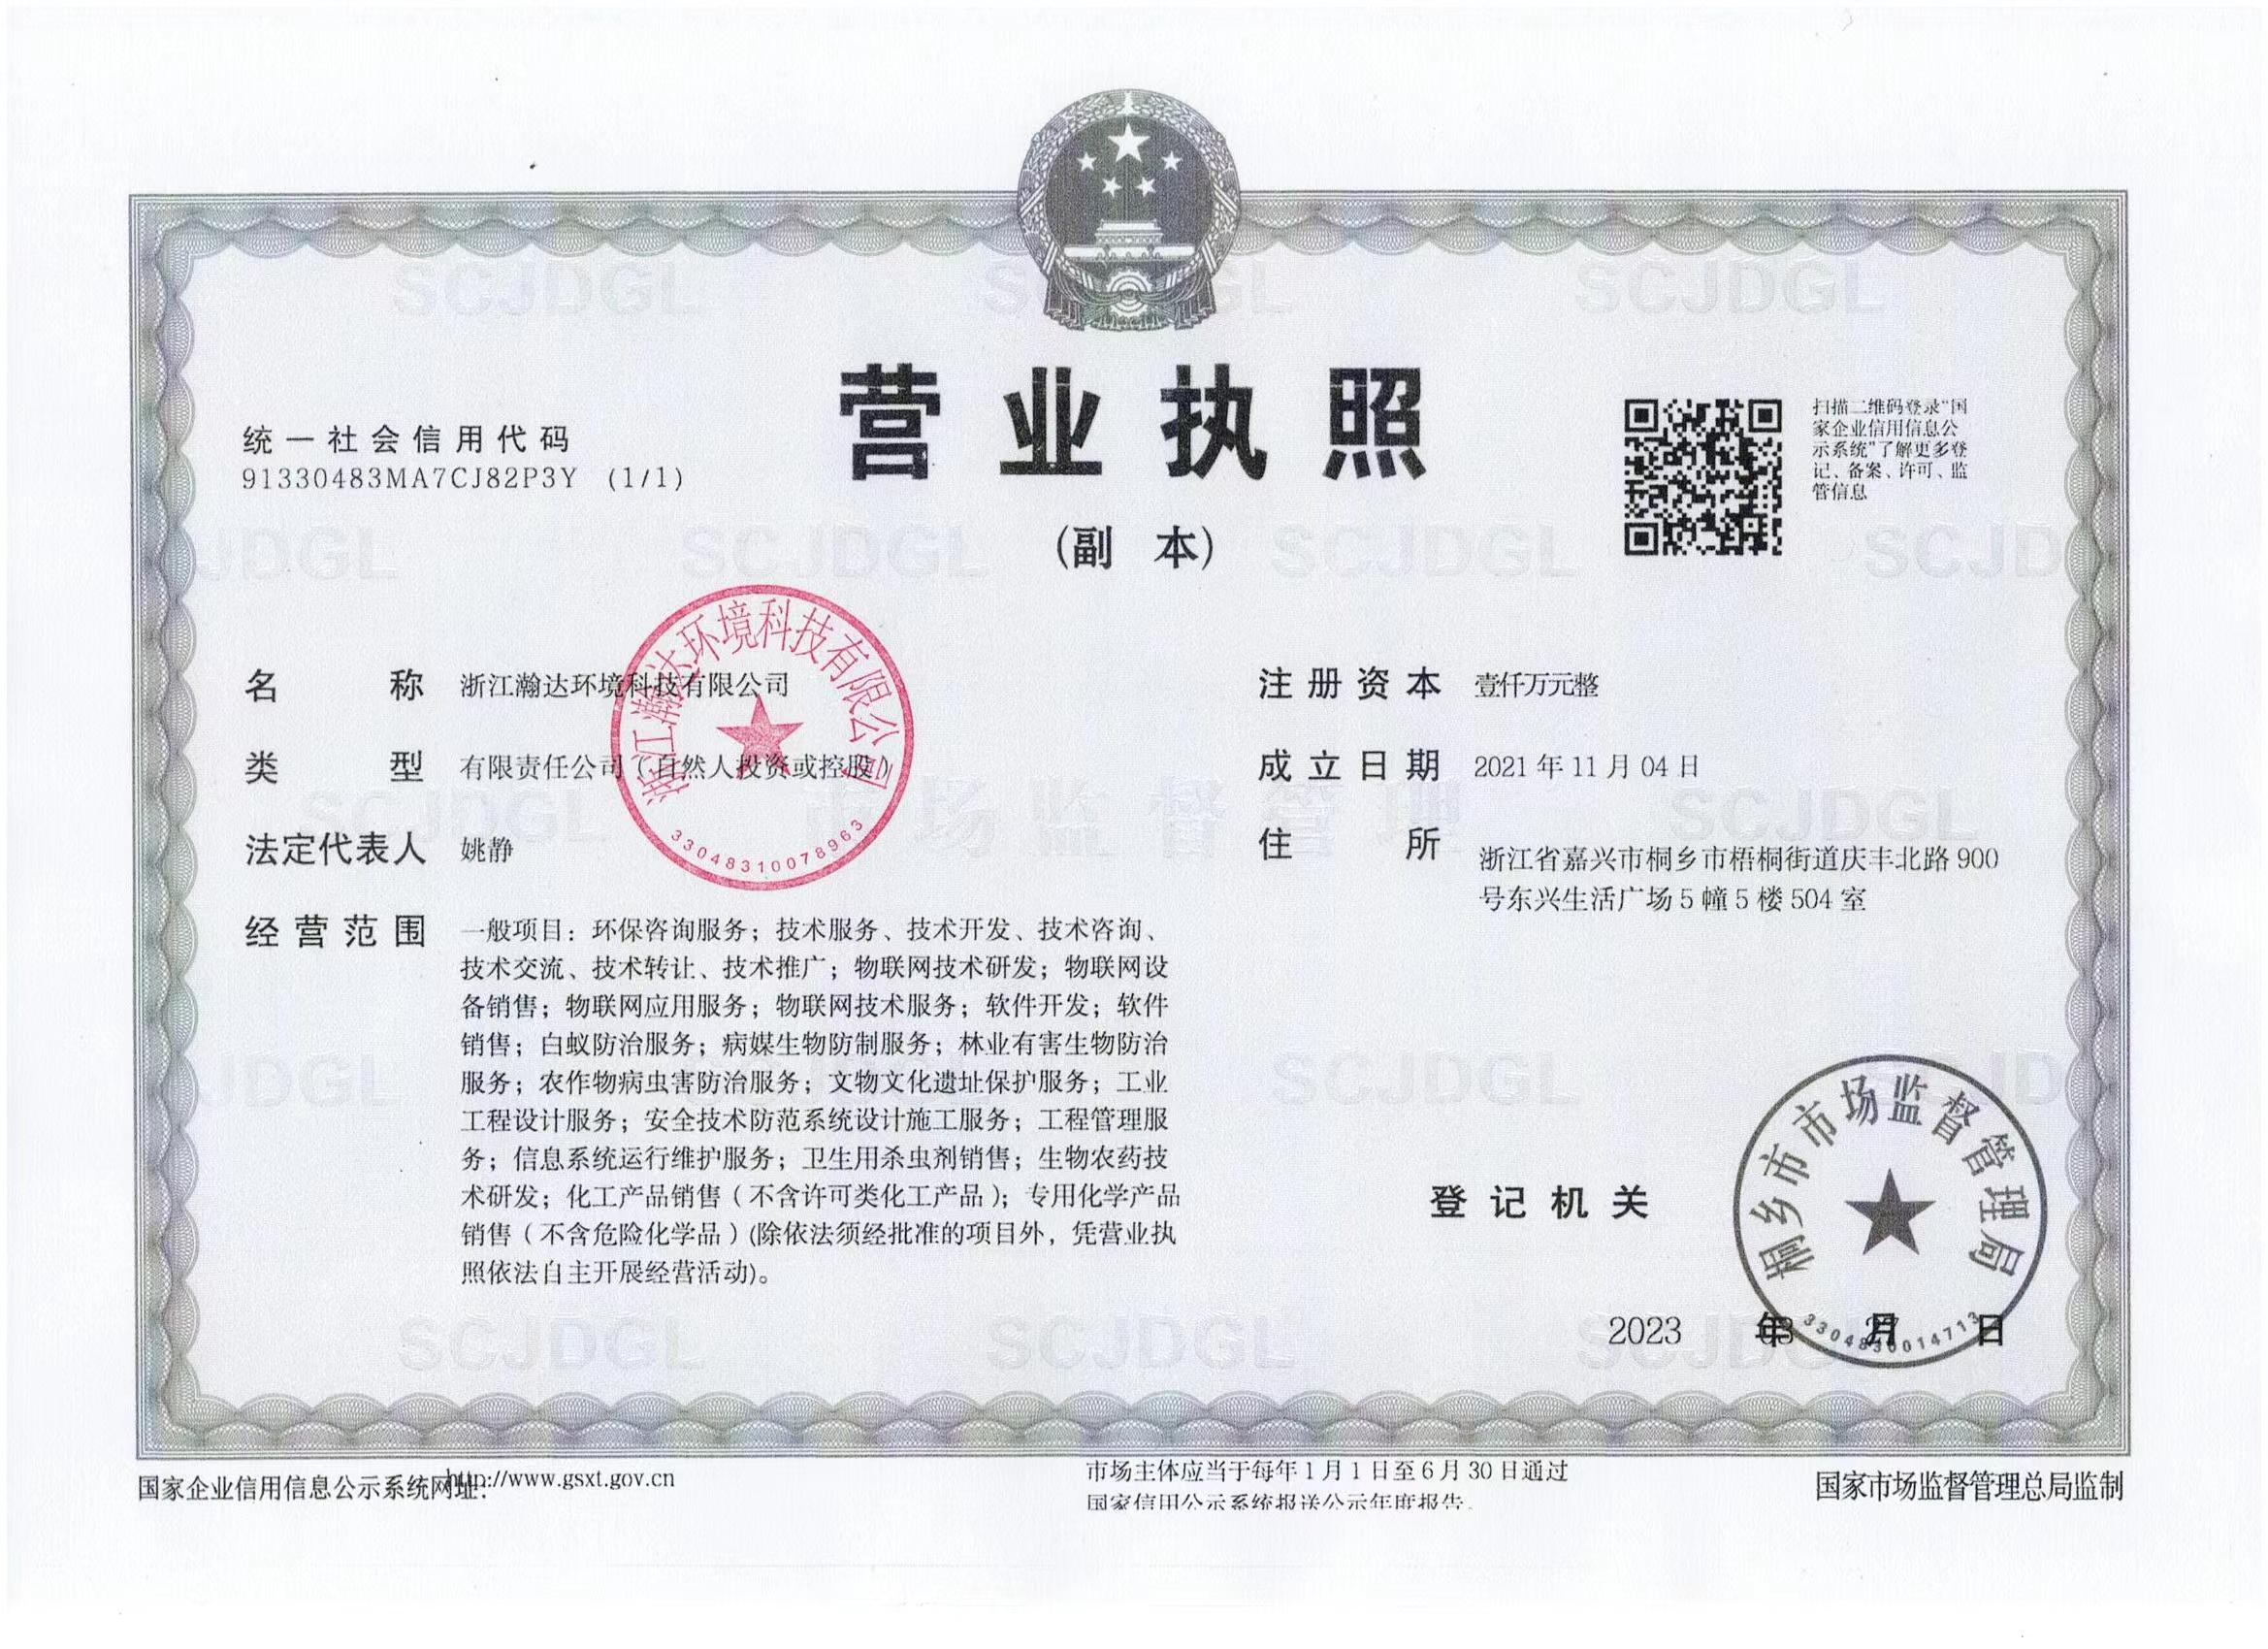 营业执照
(副 本)
统一社会信用代码
91330483MA7CJ82P3Y (1/1)
扫描二维码登录“国
家企业信用信息公
示系统”了解更多登
记、备案、许可、监
管信息
名 称 浙江瀚达环境科技有限公司
类 型 有限责任公司（自然人投资或控股）
法定代表人 姚静
经营范围 一般项目：环保咨询服务；技术服务、技术开发、技术咨询、
技术交流、技术转让、技术推广；物联网技术研发；物联网设
备销售；物联网应用服务；物联网技术服务；软件开发；软件
销售；白蚁防治服务；病媒生物防制服务；林业有害生物防治
服务；农作物病虫害防治服务；文物文化遗址保护服务；工业
工程设计服务；安全技术防范系统设计施工服务；工程管理服
务；信息系统运行维护服务；卫生用杀虫剂销售；生物农药技
术研发；化工产品销售（不含许可类化工产品）；专用化学产品
销售（不含危险化学品）(除依法须经批准的项目外，凭营业执
照依法自主开展经营活动)。
浙江瀚达环境科技有限公司
33048310078963
注册资本 壹仟万元整
成立日期 2021 年 11 月 04 日
住 所 浙江省嘉兴市桐乡市梧桐街道庆丰北路 900
号东兴生活广场 5 幢 5 楼 504 室
登记机关
桐乡市市场监督管理局
2023 年 03 月 日
国家企业信用信息公示系统网址：http://www.gsxt.gov.cn
市场主体应当于每年 1 月 1 日至 6 月 30 日通过
国家信用公示系统报送公示年度报告。
国家市场监督管理总局监制
SCJDGL
市场监督管理